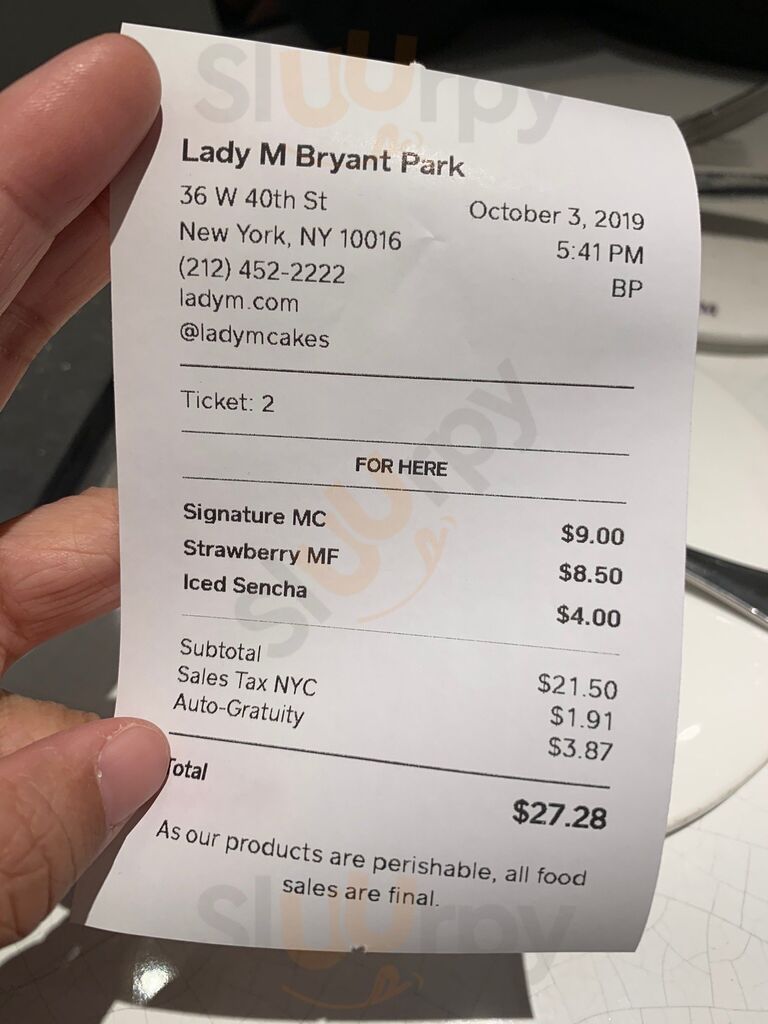 Lady M Bryant Park
36 W 40th St
New York, NY 10016
(212) 452-2222
ladym.com
@ladymcakes
October 3, 2019
5:41 PM
BP
Ticket: 2
FOR HERE
Signature MC $9.00
Strawberry MF $8.50
Iced Sencha $4.00
Subtotal $21.50
Sales Tax NYC $1.91
Auto-Gratuity $3.87
Total $27.28
As our products are perishable, all food
sales are final.
sluurpy
sluurpy
sluurpy